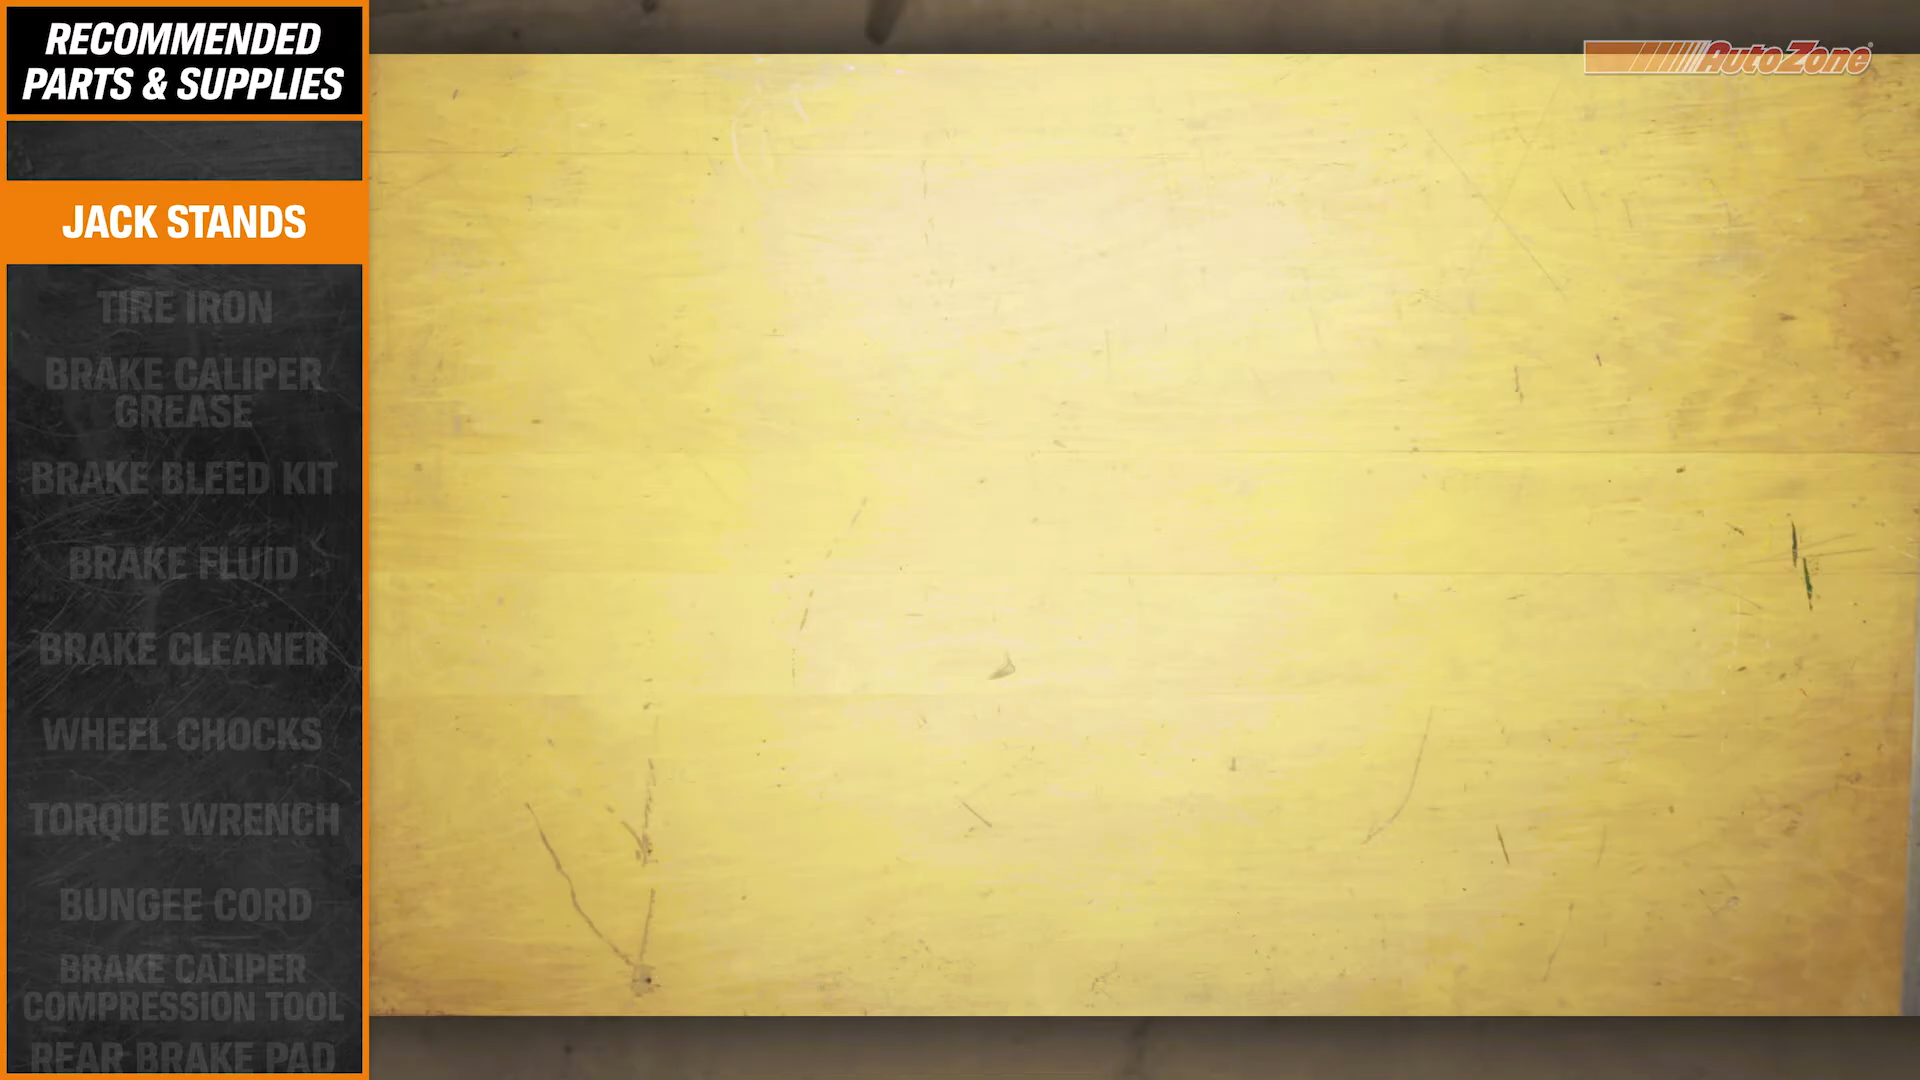 RECOMMENDED
PARTS & SUPPLIES
AutoZone
JACK STANDS
TIRE IRON
BRAKE CALIPER
GREASE
BRAKE BLEED KIT
BRAKE FLUID
BRAKE CLEANER
WHEEL CHOCKS
TORQUE WRENCH
BUNGEE CORD
BRAKE CALIPER
COMPRESSION TOOL
REAR BRAKE PAD